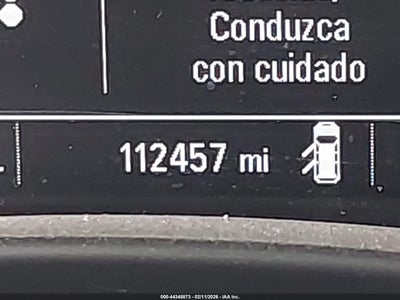 Conduzca
con cuidado
112457 mi
000-44348873 - 02/11/2026 - IAA Inc.